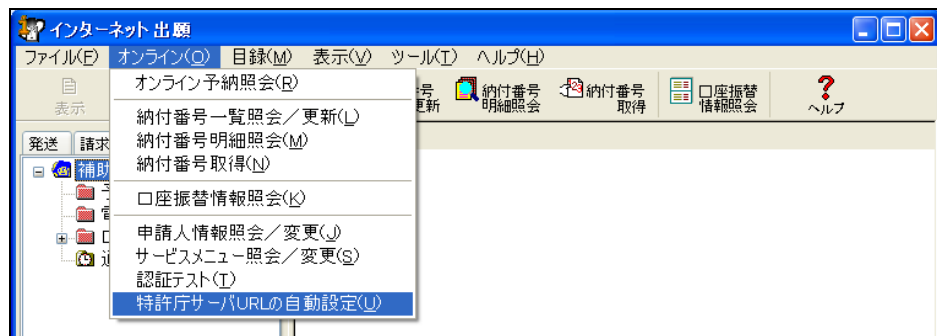 インターネット出願
ファイル(F) オンライン(O) 目録(M) 表示(V) ツール(T) ヘルプ(H)
表示
号
更新
納付番号
明細照会
納付番号
取得
口座振替
情報照会
ヘルプ
オンライン予納照会(R)
納付番号一覧照会／更新(L)
納付番号明細照会(M)
納付番号取得(N)
口座振替情報照会(K)
申請人情報照会／変更(J)
サービスメニュー照会／変更(S)
認証テスト(T)
特許庁サーバURLの自動設定(U)
発送 請求
補助